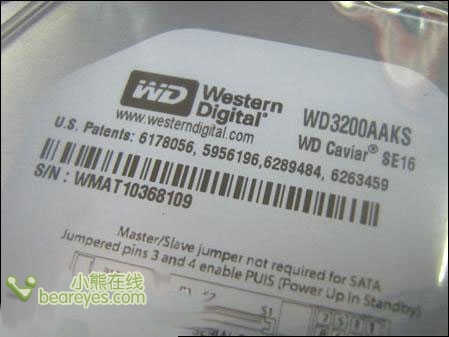 WD Western Digital®
www.westerndigital.com
WD3200AAKS
WD Caviar® SE16
U.S. Patents: 6178056, 5956196,6289484, 6263459
S/N : WMAT10368109
Master/Slave jumper not required for SATA
Jumpered pins 3 and 4 enable PUIS (Power Up In Standby)
小熊在线
beareyes.com